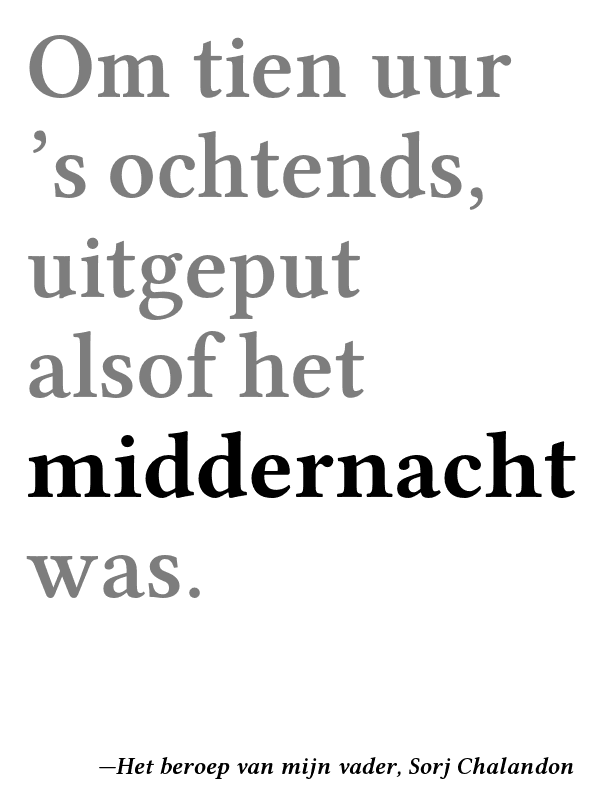 Om tien uur
’s ochtends,
uitgeput
alsof het
middernacht
was.
—Het beroep van mijn vader, Sorj Chalandon